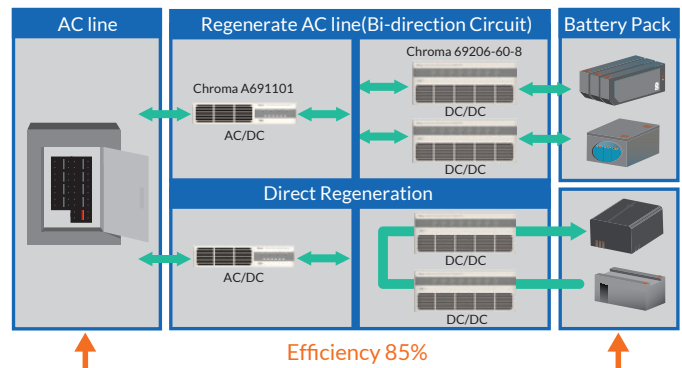 AC line
Regenerate AC line(Bi-direction Circuit)
Battery Pack
Chroma A691101
AC/DC
Chroma 69206-60-8
DC/DC
DC/DC
Direct Regeneration
AC/DC
DC/DC
DC/DC
Efficiency 85%